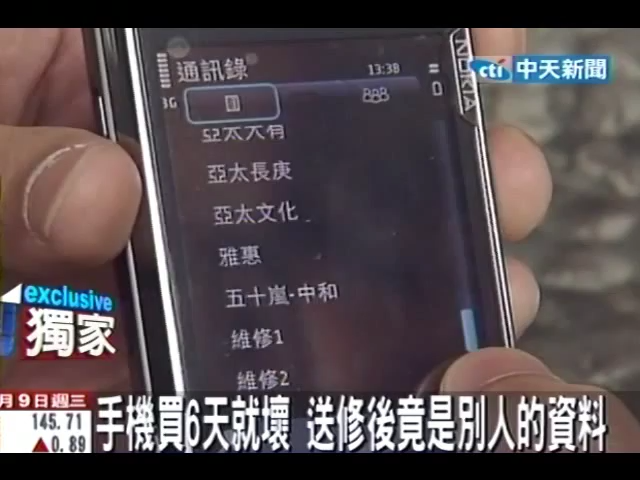 通訊錄
13:38
3G
NOKIA
cti 中天新聞
亞太大有
亞太長庚
亞太文化
雅惠
五十嵐-中和
維修1
維修2
exclusive
獨家
月9日週三
145.71
▲0.89
手機買6天就壞 送修後竟是別人的資料